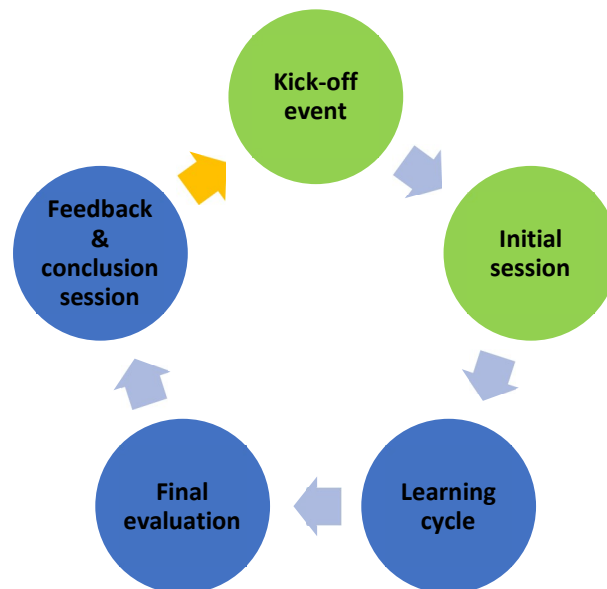 Kick-off
event
Initial
session
Learning
cycle
Final
evaluation
Feedback
&
conclusion
session